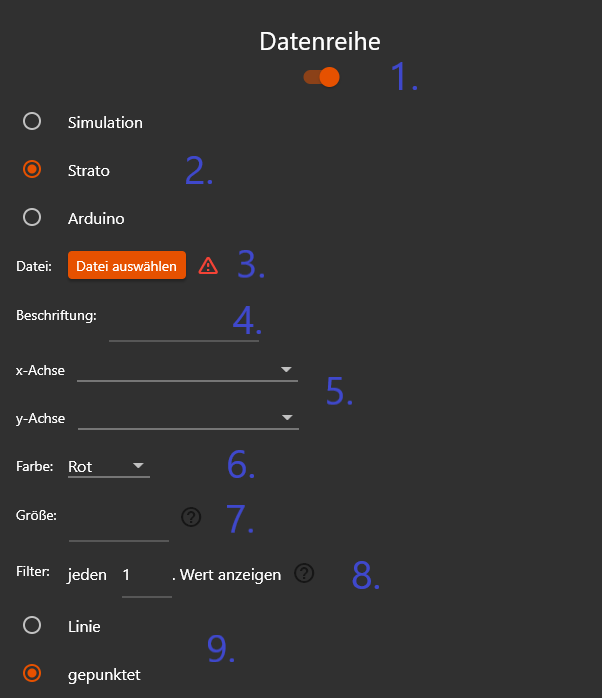 Datenreihe
1.
Simulation
Strato
2.
Arduino
Datei: Datei auswählen 3.
Beschriftung: 4.
x-Achse
5.
y-Achse
Farbe: Rot 6.
Größe: ? 7.
Filter: jeden 1 . Wert anzeigen ? 8.
Linie
9.
gepunktet